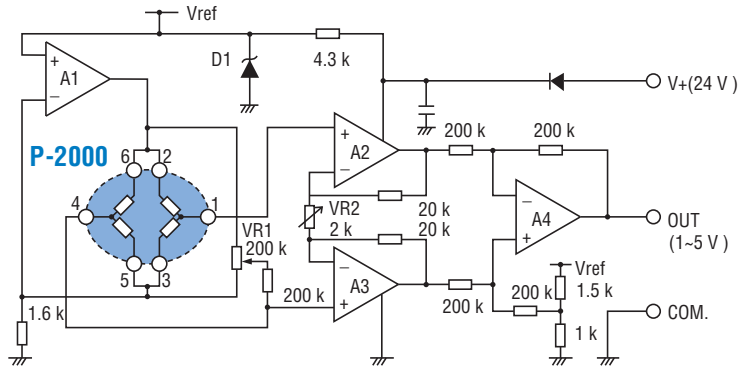 Vref
D1
4.3 k
+
−
A1
V+(24 V )
P-2000
6
2
4
1
5
3
+
−
A2
200 k
200 k
VR1
200 k
VR2
2 k
20 k
20 k
−
+
A4
OUT
(1~5 V )
−
+
A3
200 k
200 k
200 k
Vref
1.5 k
1 k
1.6 k
COM.